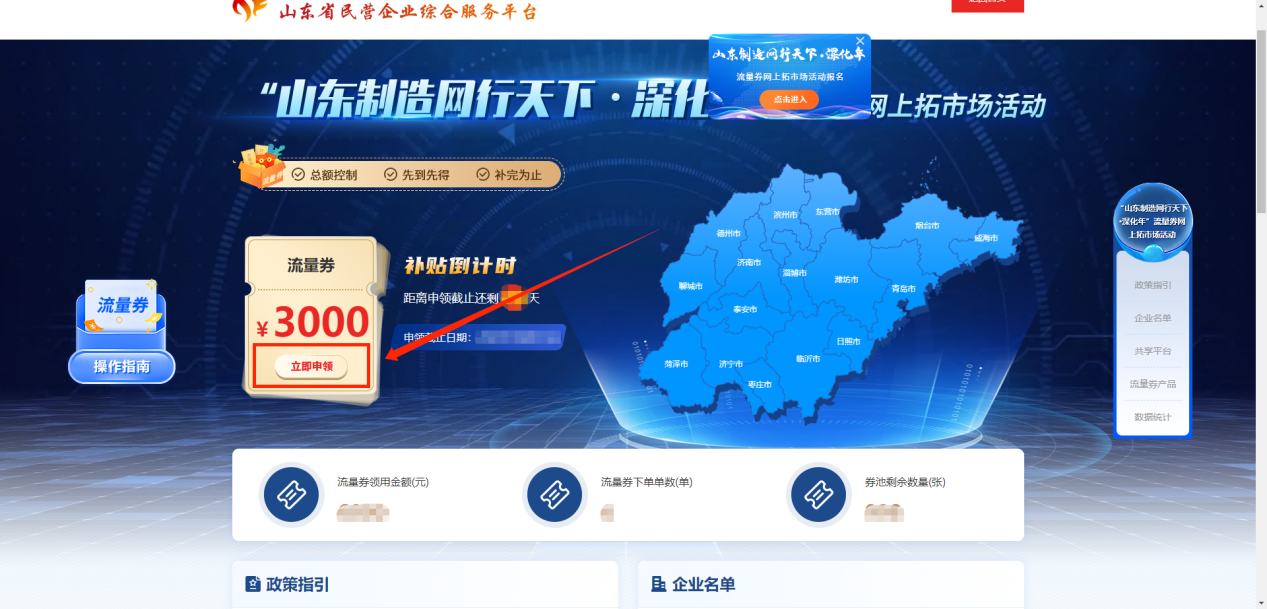 山东省民营企业综合服务平台
山东制造网行天下·深化年
流量券网上拓市场活动报名
点击进入
“山东制造网行天下·深化
网上拓市场活动
总额控制
先到先得
补完为止
流量券
¥3000
立即申领
补贴倒计时
距离申领截止还剩
天
申领截止日期:
流量券
操作指南
滨州市
东营市
德州市
烟台市
威海市
济南市
淄博市
潍坊市
聊城市
青岛市
泰安市
日照市
菏泽市
济宁市
临沂市
枣庄市
“山东制造网行天下
·深化年”流量券网
上拓市场活动
政策指引
企业名单
共享平台
流量券产品
数据统计
流量券领用金额(元)
流量券下单单数(单)
券池剩余数量(张)
政策指引
企业名单